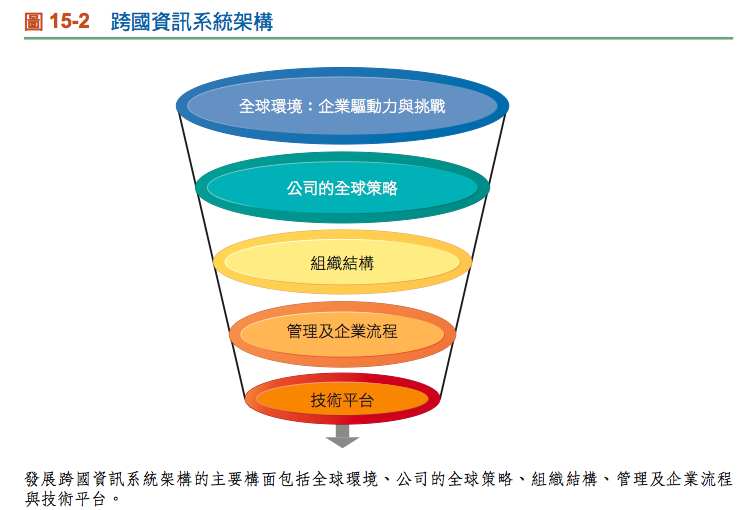 圖 15-2 跨國資訊系統架構
全球環境：企業驅動力與挑戰
公司的全球策略
組織結構
管理及企業流程
技術平台
發展跨國資訊系統架構的主要構面包括全球環境、公司的全球策略、組織結構、管理及企業流程
與技術平台。